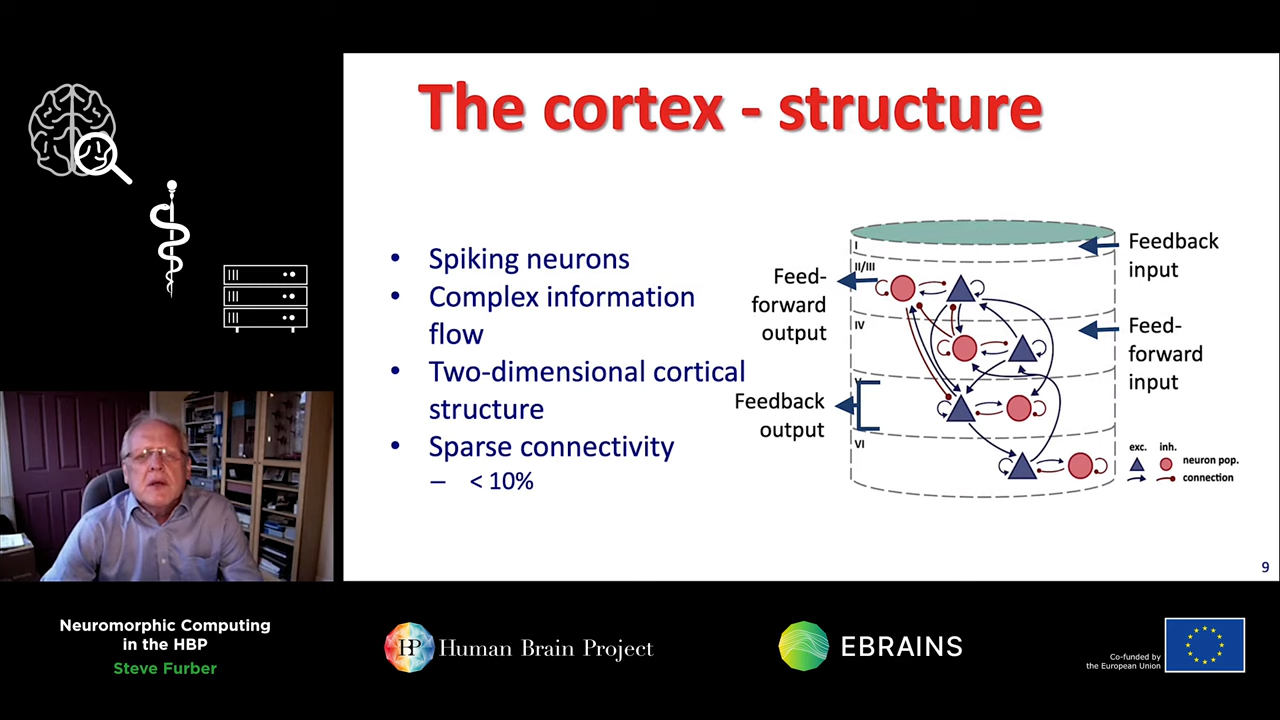 The cortex - structure
• Spiking neurons
• Complex information
flow
• Two-dimensional cortical
structure
• Sparse connectivity
– < 10%
Feed-
forward
output
Feedback
output
I
II/III
IV
V
VI
Feedback
input
Feed-
forward
input
exc. inh.
neuron pop.
connection
9
Neuromorphic Computing
in the HBP
Steve Furber
HP Human Brain Project
EBRAINS
Co-funded by
the European Union